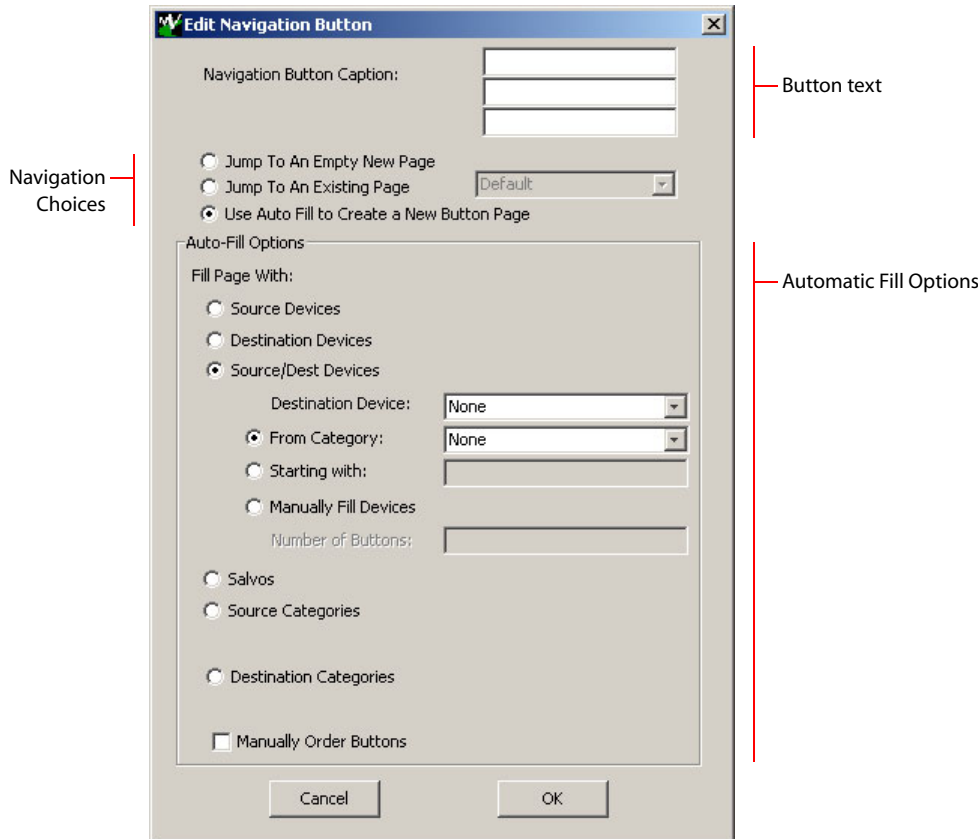 Edit Navigation Button
Navigation Button Caption:
Button text
Navigation
Choices
Jump To An Empty New Page
Jump To An Existing Page
Default
Use Auto Fill to Create a New Button Page
Auto-Fill Options
Automatic Fill Options
Fill Page With:
Source Devices
Destination Devices
Source/Dest Devices
Destination Device:
None
From Category:
None
Starting with:
Manually Fill Devices
Number of Buttons:
Salvos
Source Categories
Destination Categories
Manually Order Buttons
Cancel
OK